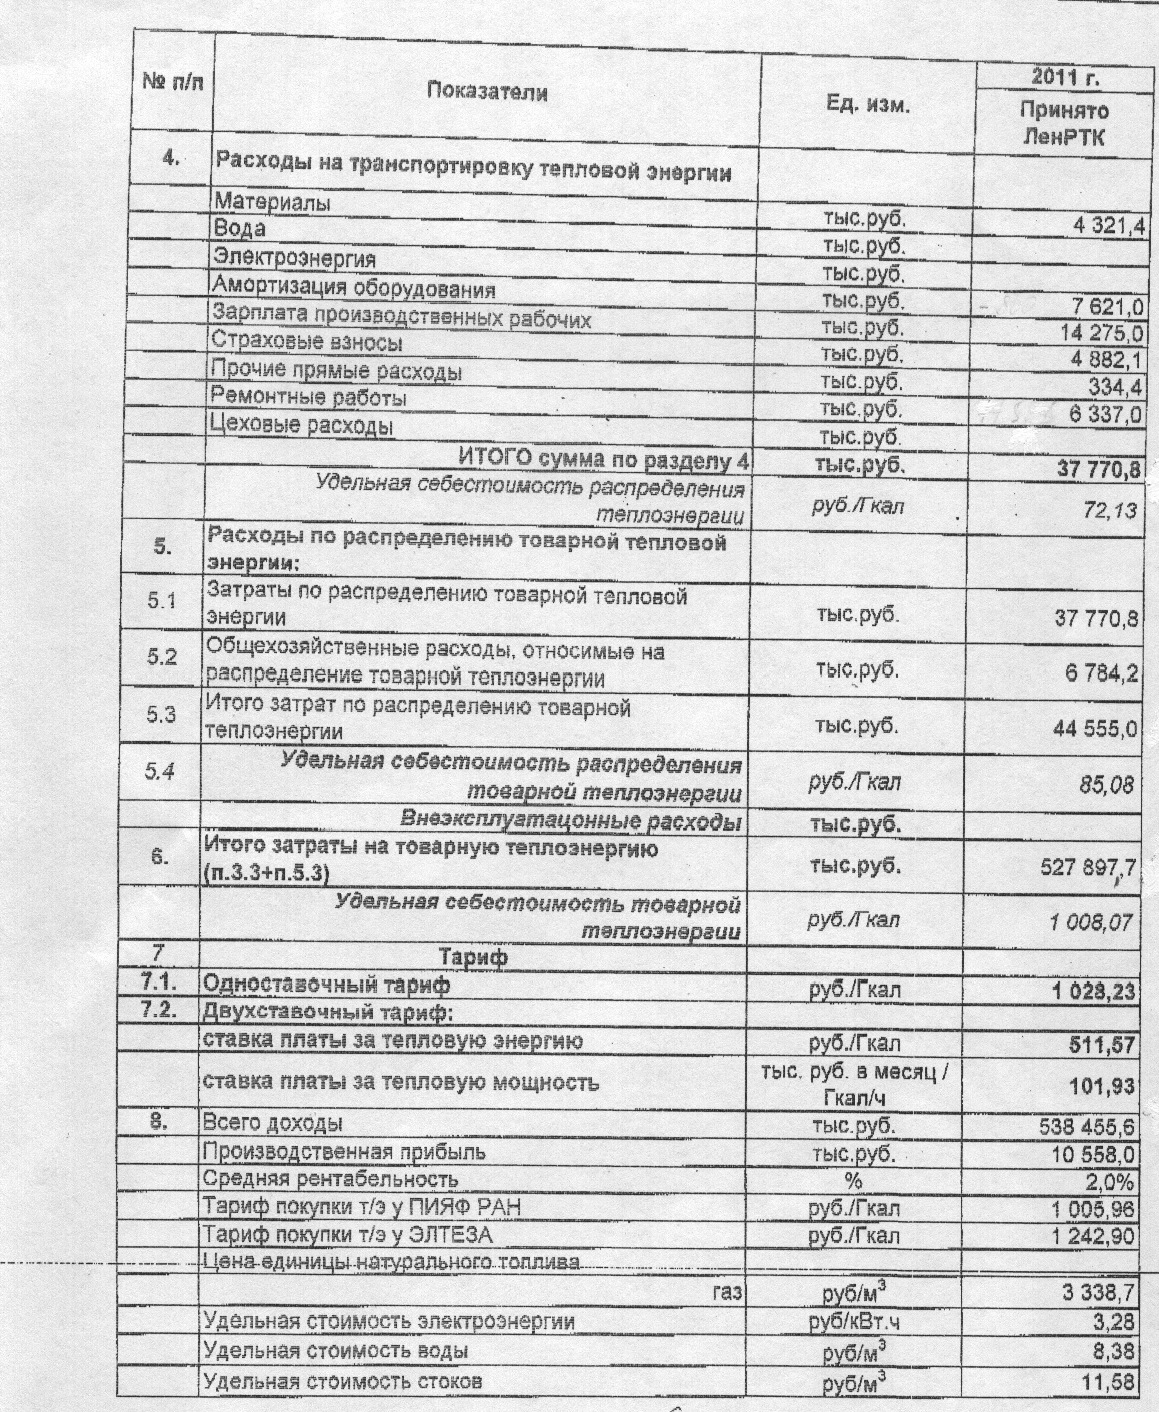 № п/п Показатели Ед. изм. 2011 г.
Принято
ЛенРТК
4. Расходы на транспортировку тепловой энергии
Материалы тыс.руб. 4 321,4
Вода тыс.руб.
Электроэнергия тыс.руб.
Амортизация оборудования тыс.руб. 7 621,0
Зарплата производственных рабочих тыс.руб. 14 275,0
Страховые взносы тыс.руб. 4 882,1
Прочие прямые расходы тыс.руб. 334,4
Ремонтные работы тыс.руб. 6 337,0
Цеховые расходы тыс.руб.
ИТОГО сумма по разделу 4 тыс.руб. 37 770,8
Удельная себестоимость распределения
теплоэнергии руб./Гкал 72,13
5. Расходы по распределению товарной тепловой
энергии:
5.1 Затраты по распределению товарной тепловой
энергии тыс.руб. 37 770,8
5.2 Общехозяйственные расходы, относимые на
распределение товарной теплоэнергии тыс.руб. 6 784,2
5.3 Итого затрат по распределению товарной
теплоэнергии тыс.руб. 44 555,0
5.4 Удельная себестоимость распределения
товарной теплоэнергии руб./Гкал 85,08
Внеэксплуатацонные расходы тыс.руб.
6. Итого затраты на товарную теплоэнергию
(п.3.3+п.5.3) тыс.руб. 527 897,7
Удельная себестоимость товарной
теплоэнергии руб./Гкал 1 008,07
7 Тариф
7.1. Одноставочный тариф руб./Гкал 1 028,23
7.2. Двухставочный тариф:
ставка платы за тепловую энергию руб./Гкал 511,57
ставка платы за тепловую мощность тыс. руб. в месяц /
Гкал/ч 101,93
8. Всего доходы тыс.руб. 538 455,6
Производственная прибыль тыс.руб. 10 558,0
Средняя рентабельность % 2,0%
Тариф покупки т/э у ПИЯФ РАН руб./Гкал 1 005,96
Тариф покупки т/э у ЭЛТЕЗА руб./Гкал 1 242,90
Цена единицы натурального топлива
газ руб/м³ 3 338,7
Удельная стоимость электроэнергии руб/кВт.ч 3,28
Удельная стоимость воды руб/м³ 8,38
Удельная стоимость стоков руб/м³ 11,58